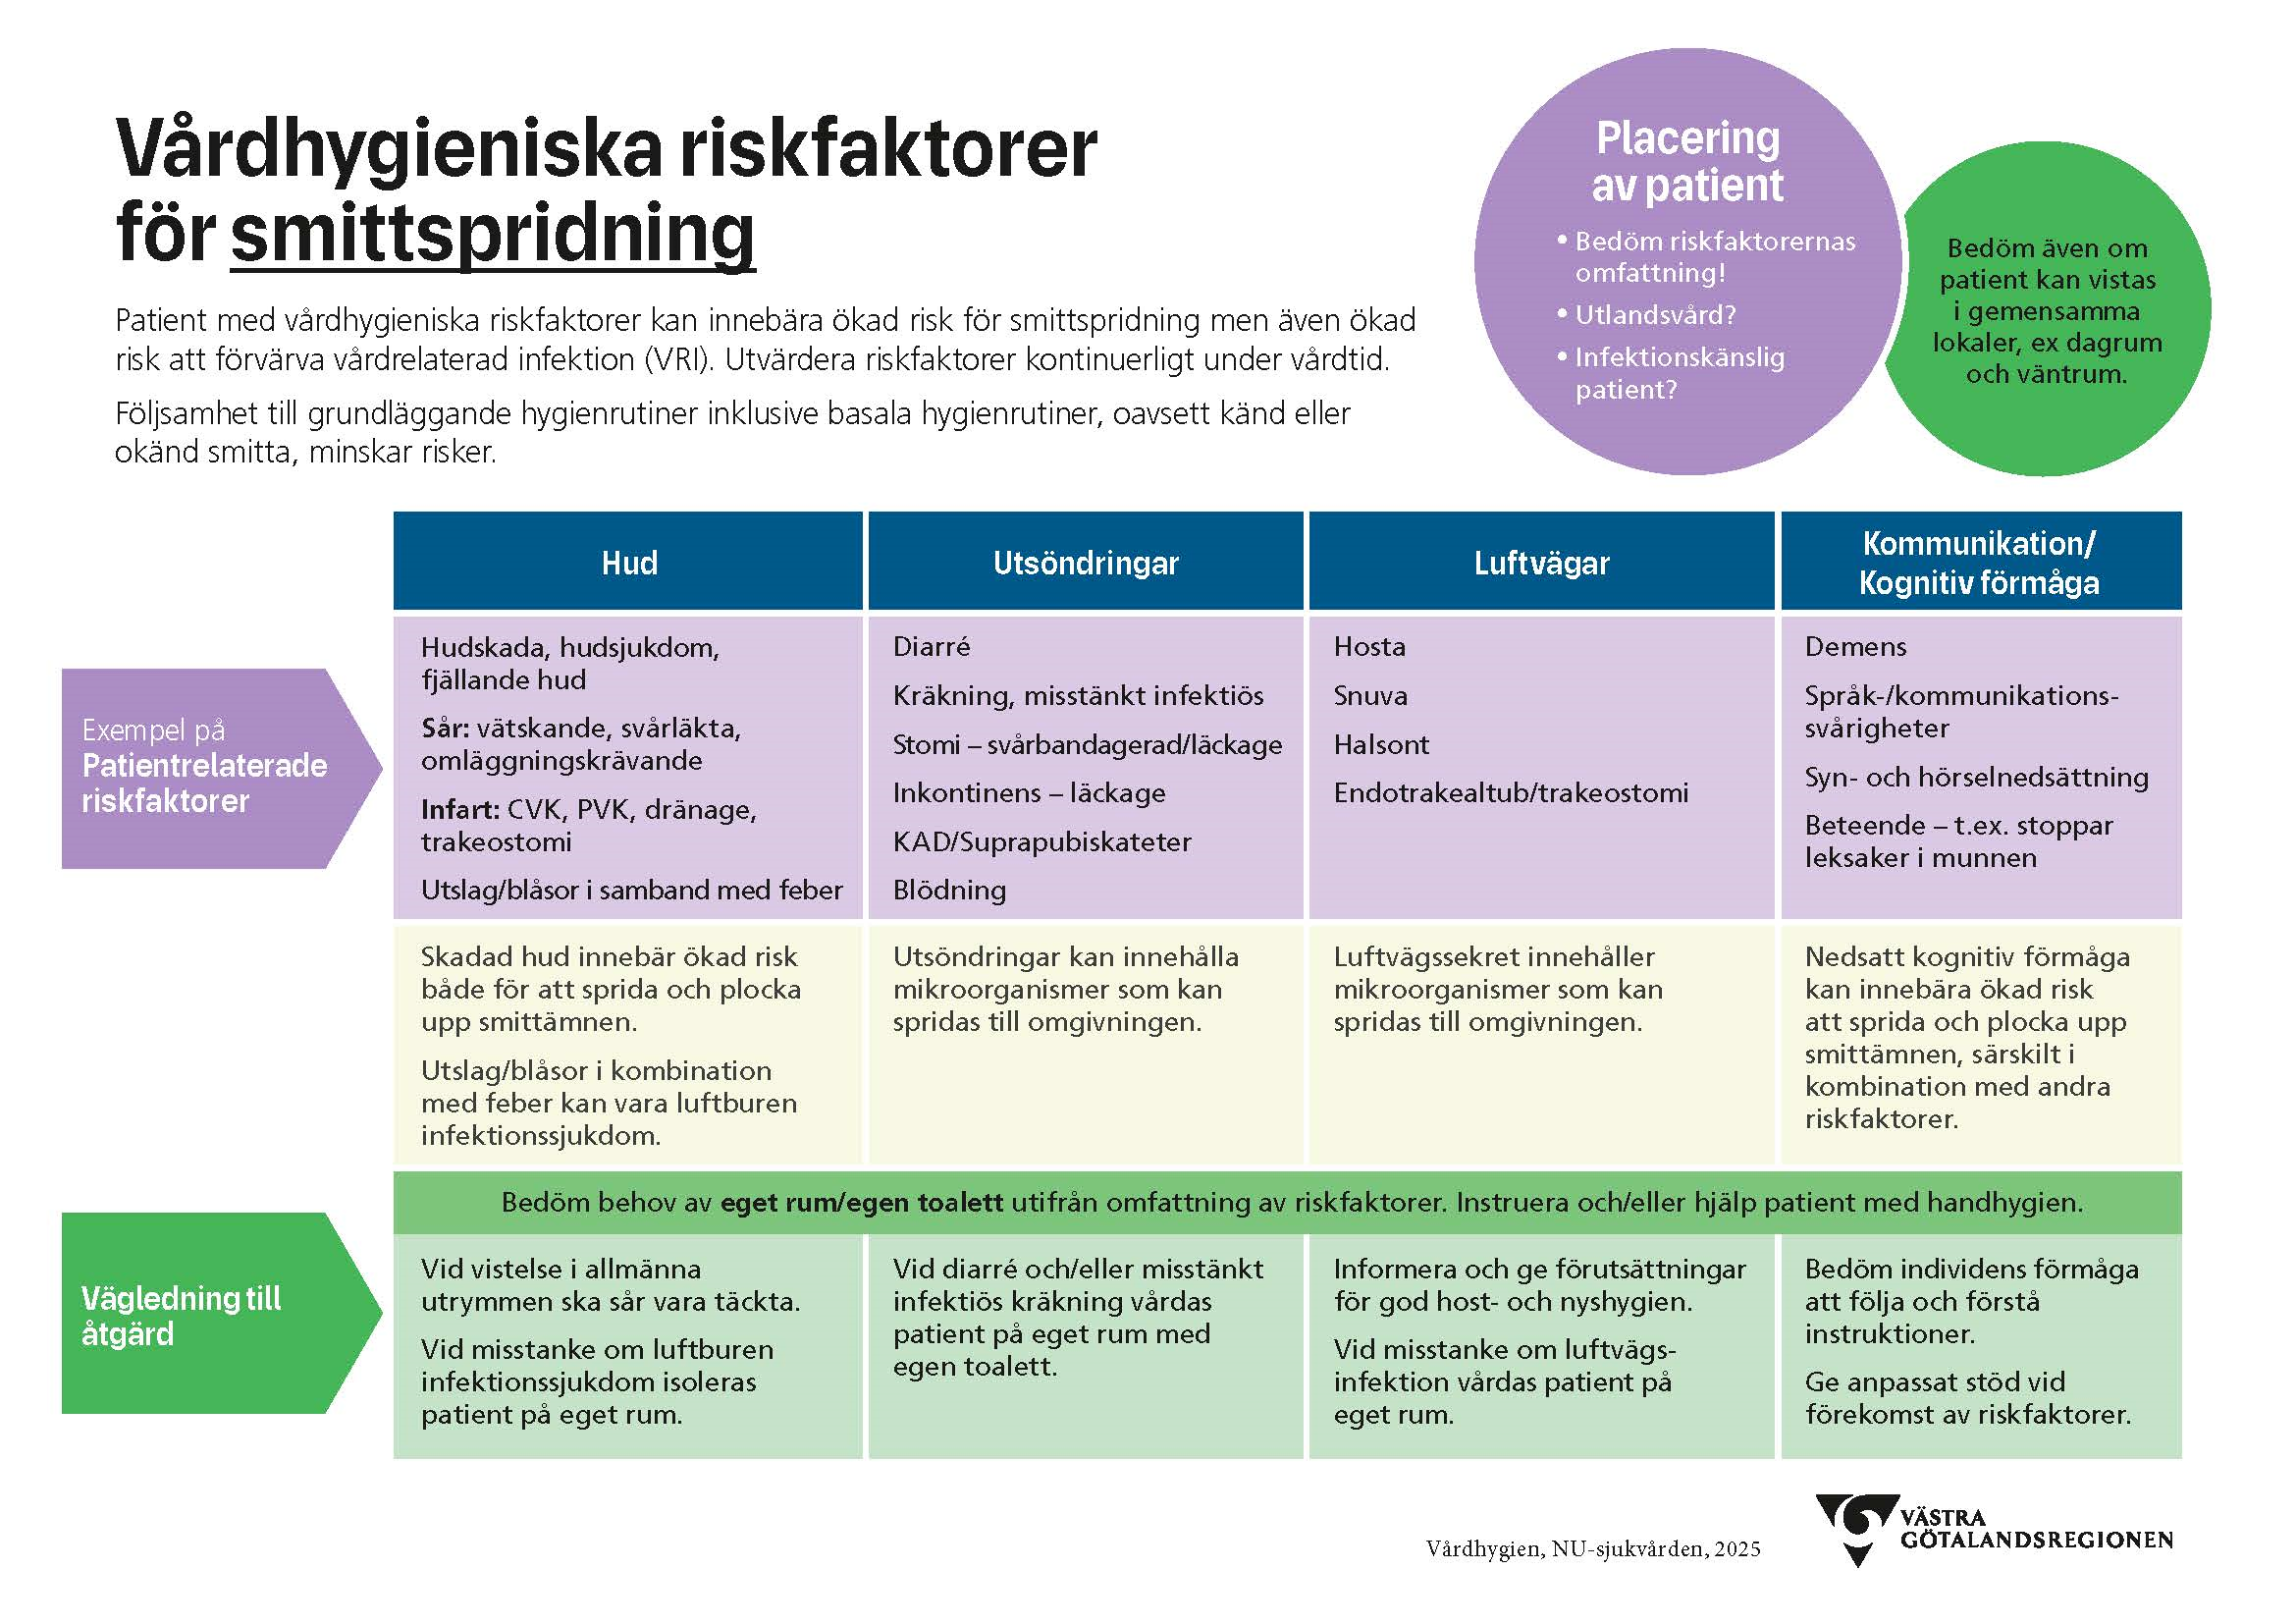 Vårdhygieniska riskfaktorer
för smittspridning
Patient med vårdhygieniska riskfaktorer kan innebära ökad risk för smittspridning men även ökad
risk att förvärva vårdrelaterad infektion (VRI). Utvärdera riskfaktorer kontinuerligt under vårdtid.
Följsamhet till grundläggande hygienrutiner inklusive basala hygienrutiner, oavsett känd eller
okänd smitta, minskar risker.
Placering
av patient
• Bedöm riskfaktorernas
omfattning!
• Utlandsvård?
• Infektionskänslig
patient?
Bedöm även om
patient kan vistas
i gemensamma
lokaler, ex dagrum
och väntrum.
Hud
Utsöndringar
Luftvägar
Kommunikation/
Kognitiv förmåga
Exempel på
Patientrelaterade
riskfaktorer
Hudskada, hudsjukdom,
fjällande hud
Sår: vätskande, svårläkta,
omläggningskrävande
Infart: CVK, PVK, dränage,
trakeostomi
Utslag/blåsor i samband med feber
Diarré
Kräkning, misstänkt infektiös
Stomi – svårbandagerad/läckage
Inkontinens – läckage
KAD/Suprapubiskateter
Blödning
Hosta
Snuva
Halsont
Endotrakealtub/trakeostomi
Demens
Språk-/kommunikations-
svårigheter
Syn- och hörselnedsättning
Beteende – t.ex. stoppar
leksaker i munnen
Skadad hud innebär ökad risk
både för att sprida och plocka
upp smittämnen.
Utslag/blåsor i kombination
med feber kan vara luftburen
infektionssjukdom.
Utsöndringar kan innehålla
mikroorganismer som kan
spridas till omgivningen.
Luftvägssekret innehåller
mikroorganismer som kan
spridas till omgivningen.
Nedsatt kognitiv förmåga
kan innebära ökad risk
att sprida och plocka upp
smittämnen, särskilt i
kombination med andra
riskfaktorer.
Vägledning till
åtgärd
Bedöm behov av eget rum/egen toalett utifrån omfattning av riskfaktorer. Instruera och/eller hjälp patient med handhygien.
Vid vistelse i allmänna
utrymmen ska sår vara täckta.
Vid misstanke om luftburen
infektionssjukdom isoleras
patient på eget rum.
Vid diarré och/eller misstänkt
infektiös kräkning vårdas
patient på eget rum med
egen toalett.
Informera och ge förutsättningar
för god host- och nyshygien.
Vid misstanke om luftvägs-
infektion vårdas patient på
eget rum.
Bedöm individens förmåga
att följa och förstå
instruktioner.
Ge anpassat stöd vid
förekomst av riskfaktorer.
Vårdhygien, NU-sjukvården, 2025
VÄSTRA
GÖTALANDSREGIONEN